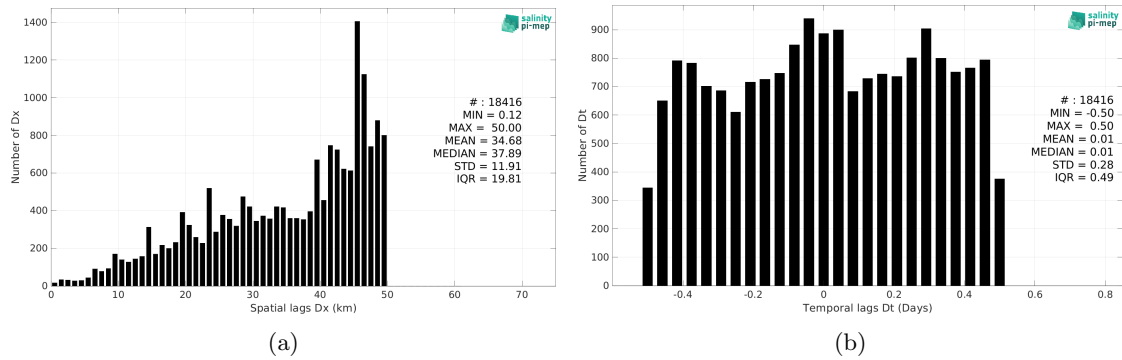 1400
1200
1000
800
600
400
200
0
Number of Dx
salinity
pi-mep
# : 18416
MIN = 0.12
MAX = 50.00
MEAN = 34.68
MEDIAN = 37.89
STD = 11.91
IQR = 19.81
0 10 20 30 40 50 60 70
Spatial lags Dx (km)
(a)
900
800
700
600
500
400
300
200
100
0
Number of Dt
salinity
pi-mep
# : 18416
MIN = -0.50
MAX = 0.50
MEAN = 0.01
MEDIAN = 0.01
STD = 0.28
IQR = 0.49
-0.4 -0.2 0 0.2 0.4 0.6 0.8
Temporal lags Dt (Days)
(b)